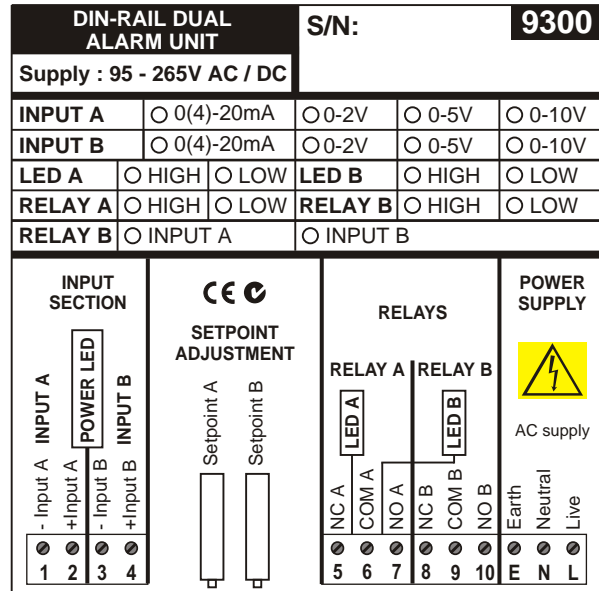 DIN-RAIL DUAL
ALARM UNIT
S/N:
9300
Supply : 95 - 265V AC / DC
INPUT A 0(4)-20mA 0-2V 0-5V 0-10V
INPUT B 0(4)-20mA 0-2V 0-5V 0-10V
LED A HIGH LOW LED B HIGH LOW
RELAY A HIGH LOW RELAY B HIGH LOW
RELAY B INPUT A INPUT B
INPUT
SECTION
INPUT A
POWER LED
INPUT B
- Input A
+Input A
- Input B
+Input B
1 2 3 4
CE
SETPOINT
ADJUSTMENT
Setpoint A
Setpoint B
RELAYS
RELAY A RELAY B
LED A
LED B
NC A
COM A
NO A
NC B
COM B
NO B
5 6 7 8 9 10
POWER
SUPPLY
AC supply
Earth
Neutral
Live
E N L